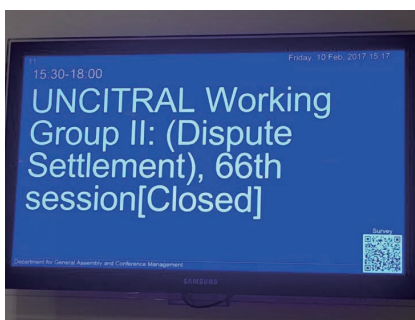 Friday, 10 Feb, 2017 15:17
15:30-18:00
UNCITRAL Working
Group II: (Dispute
Settlement), 66th
session[Closed]
Survey
Department for General Assembly and Conference Management
SAMSUNG